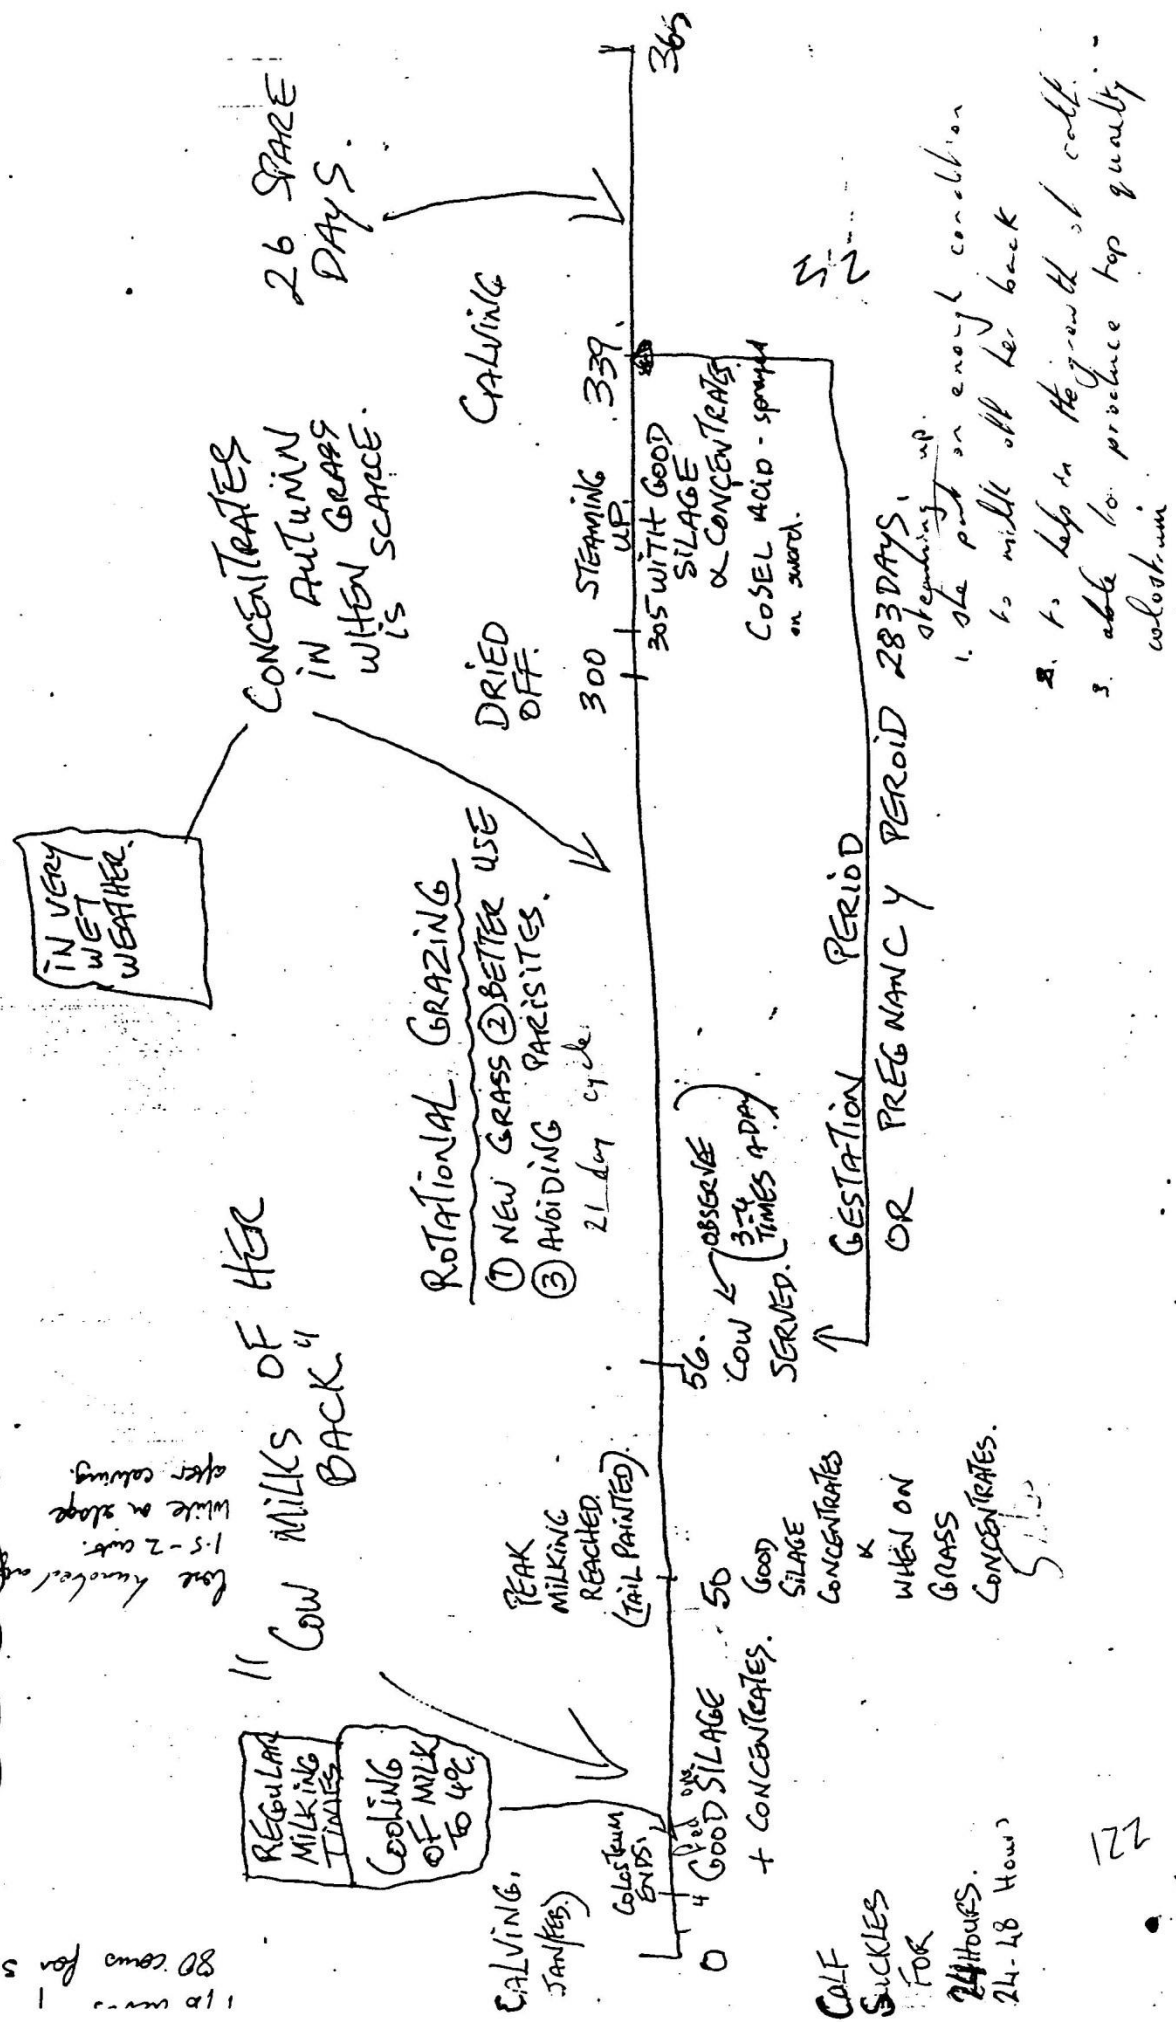 80 cows for
1.5 - 2 cwt.
while on silage
after calving.
REGULAR
MILKING
TIMES
COOLING
OF MILK
TO 4°C.
"COW MILKS OF HER
BACK"
IN VERY
WET
WEATHER.
CONCENTRATES
IN AUTUMN
WHEN GRASS
IS SCARCE.
26 SPARE
DAYS.
ROTATIONAL GRAZING
① NEW GRASS ② BETTER USE
③ AVOIDING PARISITES.
21 day cycle.
CALVING.
JAN/FEB.)
COLOSTRUM
ENDS.
PEAK
MILKING
REACHED.
(TAIL PAINTED).
DRIED
OFF.
STEAMING
UP.
CALVING
0
4
50
56.
300
305
339.
365
fed on
GOOD SILAGE
+ CONCENTRATES.
GOOD
SILAGE
CONCENTRATES
&
WHEN ON
GRASS
CONCENTRATES.
COW
SERVED.
OBSERVE
(3-4
TIMES A DAY)
WITH GOOD
SILAGE
& CONCENTRATES
COSEL ACID - sprayed
on sward.
CALF
SUCKLES
FOR
24 HOURS.
24-48 Hours
GESTATION PERIOD
OR PREGNANCY PEROID 283 DAYS.
steaming up.
1. she put on enough condition
to milk off her back
2. to help in the growth of calf.
3. able to produce top quality
colostrum
221